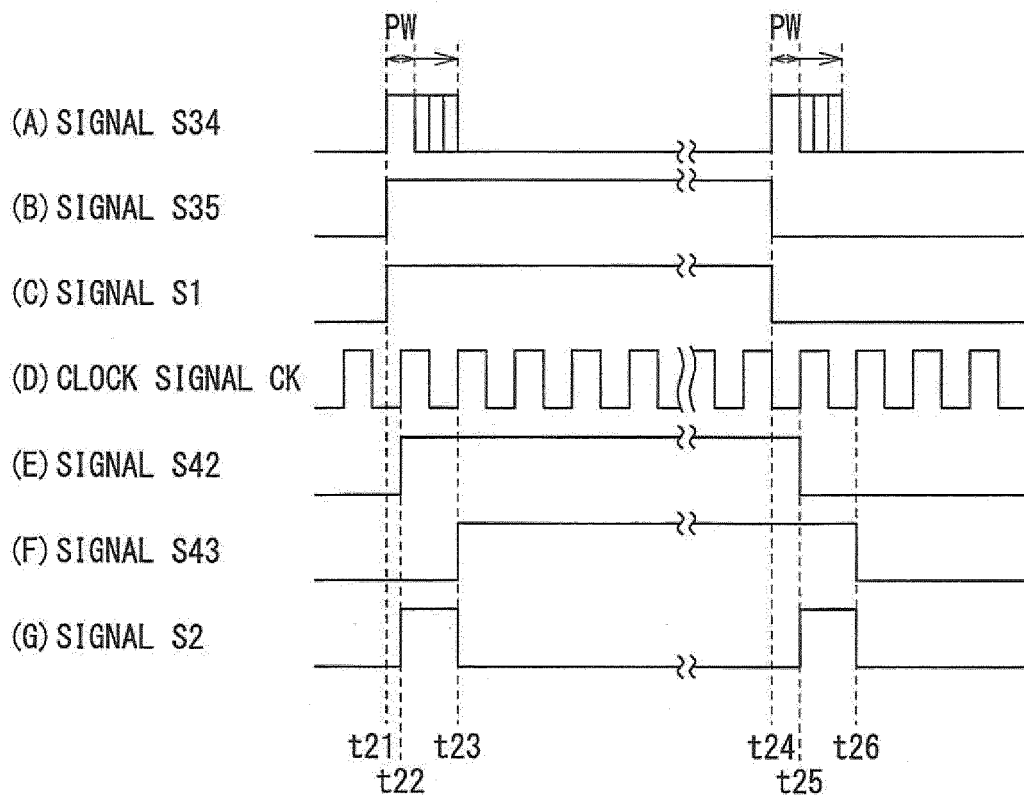 PW PW
(A) SIGNAL S34
(B) SIGNAL S35
(C) SIGNAL S1
(D) CLOCK SIGNAL CK
(E) SIGNAL S42
(F) SIGNAL S43
(G) SIGNAL S2
t21 t23 t24 t26
t22 t25